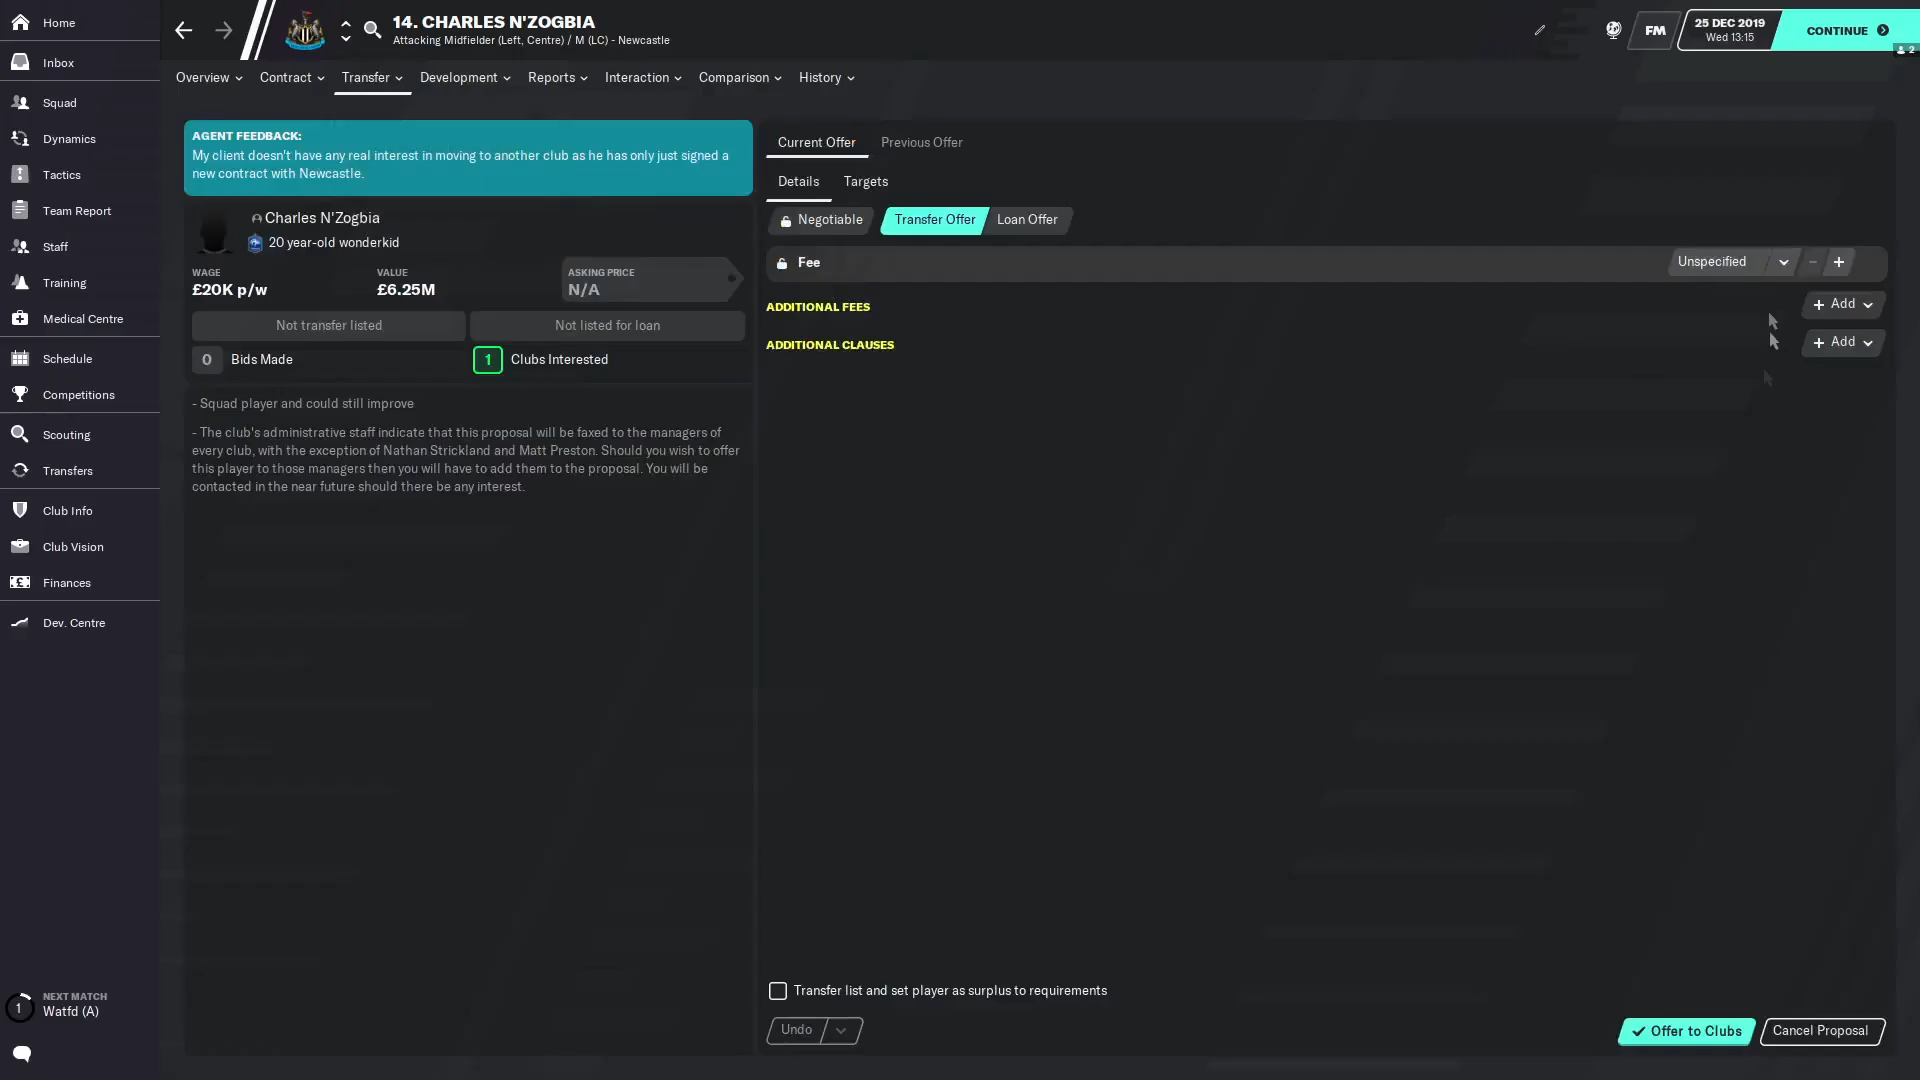 Home
Inbox
Squad
Dynamics
Tactics
Team Report
Staff
Training
Medical Centre
Schedule
Competitions
Scouting
Transfers
Club Info
Club Vision
Finances
Dev. Centre
1
NEXT MATCH
Watfd (A)
14. CHARLES N'ZOGBIA
Attacking Midfielder (Left, Centre) / M (LC) - Newcastle
FM
25 DEC 2019
Wed 13:15
CONTINUE
2
Overview
Contract
Transfer
Development
Reports
Interaction
Comparison
History
AGENT FEEDBACK:
My client doesn't have any real interest in moving to another club as he has only just signed a
new contract with Newcastle.
Charles N'Zogbia
20 year-old wonderkid
WAGE
£20K p/w
VALUE
£6.25M
ASKING PRICE
N/A
Not transfer listed
Not listed for loan
0 Bids Made
1 Clubs Interested
- Squad player and could still improve
- The club's administrative staff indicate that this proposal will be faxed to the managers of
every club, with the exception of Nathan Strickland and Matt Preston. Should you wish to offer
this player to those managers then you will have to add them to the proposal. You will be
contacted in the near future should there be any interest.
Current Offer
Previous Offer
Details
Targets
Negotiable
Transfer Offer
Loan Offer
Fee
Unspecified
ADDITIONAL FEES
+ Add
ADDITIONAL CLAUSES
+ Add
Transfer list and set player as surplus to requirements
Undo
Offer to Clubs
Cancel Proposal